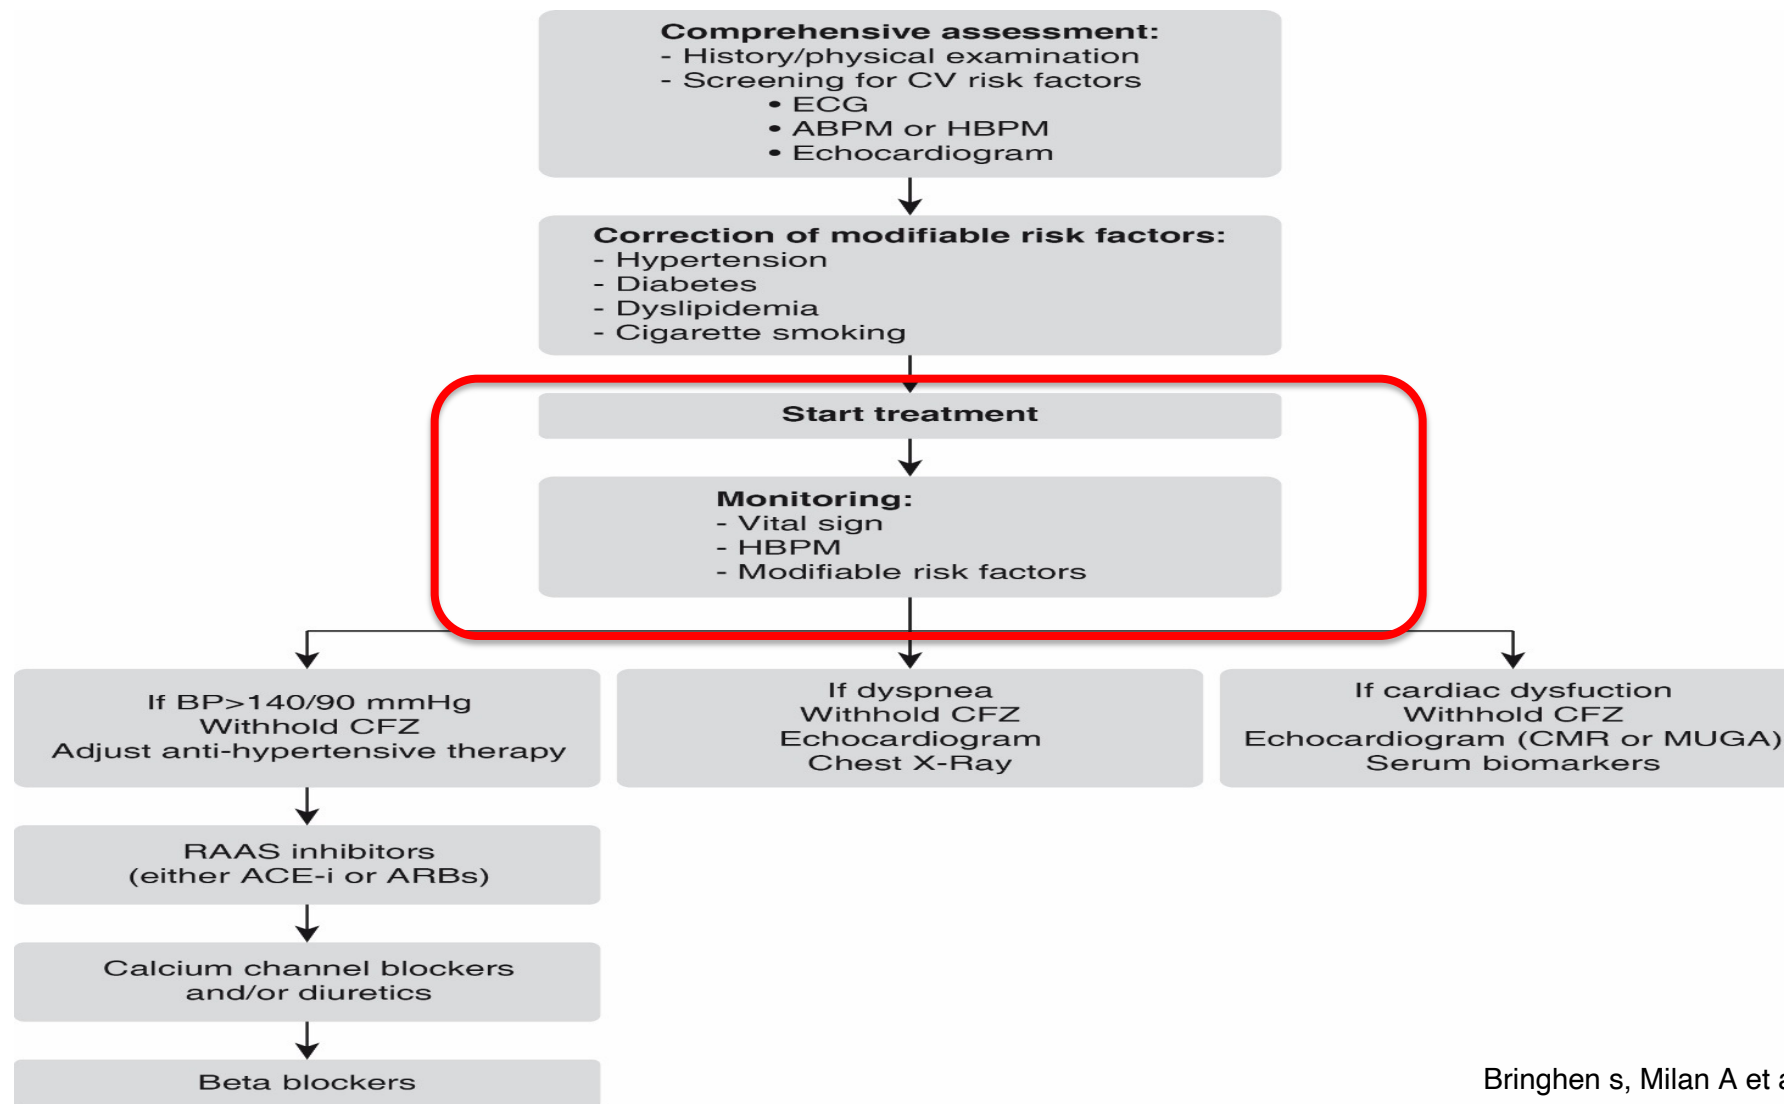 Comprehensive assessment:
- History/physical examination
- Screening for CV risk factors
• ECG
• ABPM or HBPM
• Echocardiogram
Correction of modifiable risk factors:
- Hypertension
- Diabetes
- Dyslipidemia
- Cigarette smoking
Start treatment
Monitoring:
- Vital sign
- HBPM
- Modifiable risk factors
If BP>140/90 mmHg
Withhold CFZ
Adjust anti-hypertensive therapy
If dyspnea
Withhold CFZ
Echocardiogram
Chest X-Ray
If cardiac dysfuction
Withhold CFZ
Echocardiogram (CMR or MUGA)
Serum biomarkers
RAAS inhibitors
(either ACE-i or ARBs)
Calcium channel blockers
and/or diuretics
Beta blockers
Bringhen s, Milan A et